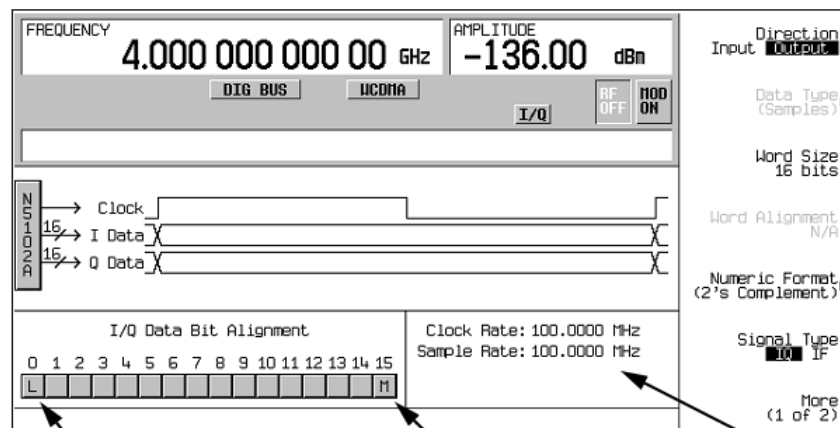 FREQUENCY
4.000 000 000 00 GHz
AMPLITUDE
-136.00 dBm
DIG BUS
WCDMA
I/Q
RF OFF
MOD ON
N5102A
Clock
16
I Data
16
Q Data
I/Q Data Bit Alignment
0 1 2 3 4 5 6 7 8 9 10 11 12 13 14 15
L
M
Clock Rate: 100.0000 MHz
Sample Rate: 100.0000 MHz
Direction
Input Output
Data Type
(Samples)
Word Size
16 bits
Word Alignment
N/A
Numeric Format
(2's Complement)
Signal Type
IQ IF
More
(1 of 2)